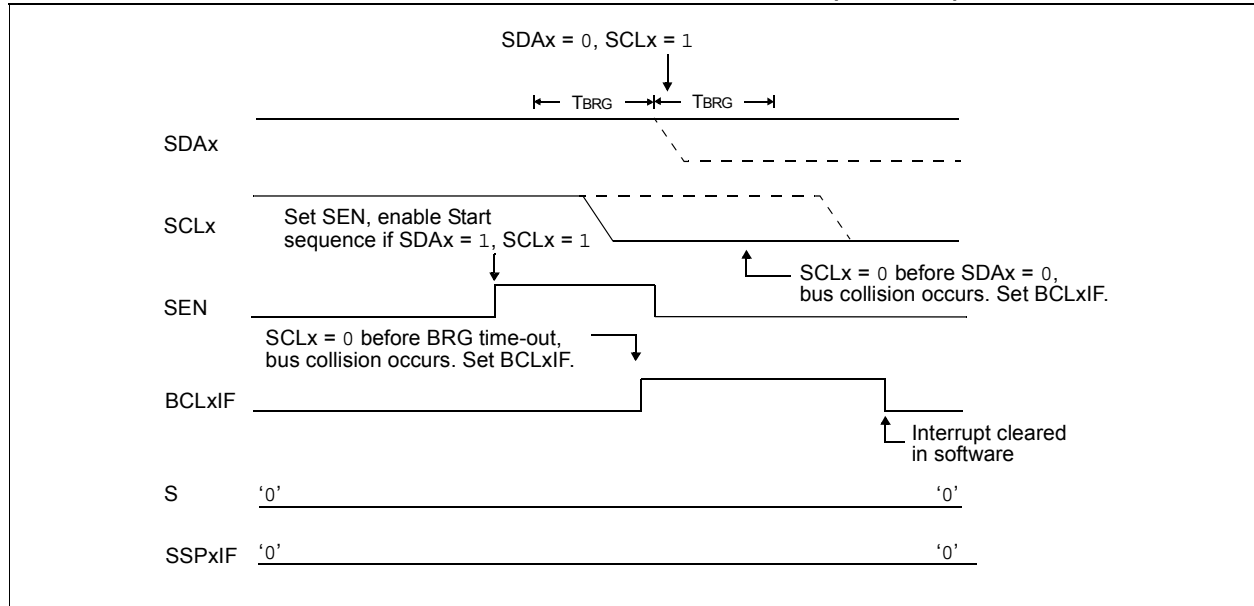 SDAx = 0, SCLx = 1
TBRG TBRG
SDAx
SCLx
Set SEN, enable Start
sequence if SDAx = 1, SCLx = 1
SCLx = 0 before SDAx = 0,
bus collision occurs. Set BCLxIF.
SEN
SCLx = 0 before BRG time-out,
bus collision occurs. Set BCLxIF.
BCLxIF
Interrupt cleared
in software
S ‘0’ ‘0’
SSPxIF ‘0’ ‘0’